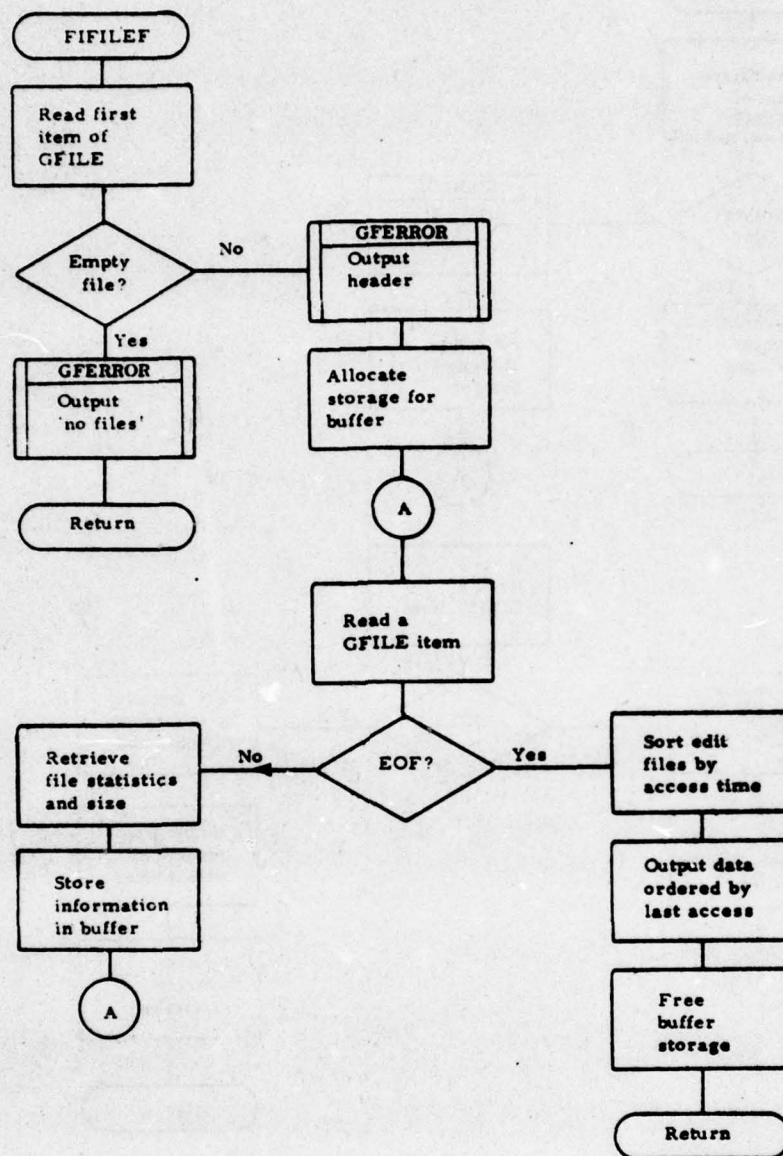 FIFILEF
Read first
item of
GFILE
Empty
file?
No
Yes
GFERROR
Output
header
GFERROR
Output
'no files'
Return
Allocate
storage for
buffer
A
Read a
GFILE item
EOF?
No
Yes
Retrieve
file statistics
and size
Store
information
in buffer
A
Sort edit
files by
access time
Output data
ordered by
last access
Free
buffer
storage
Return